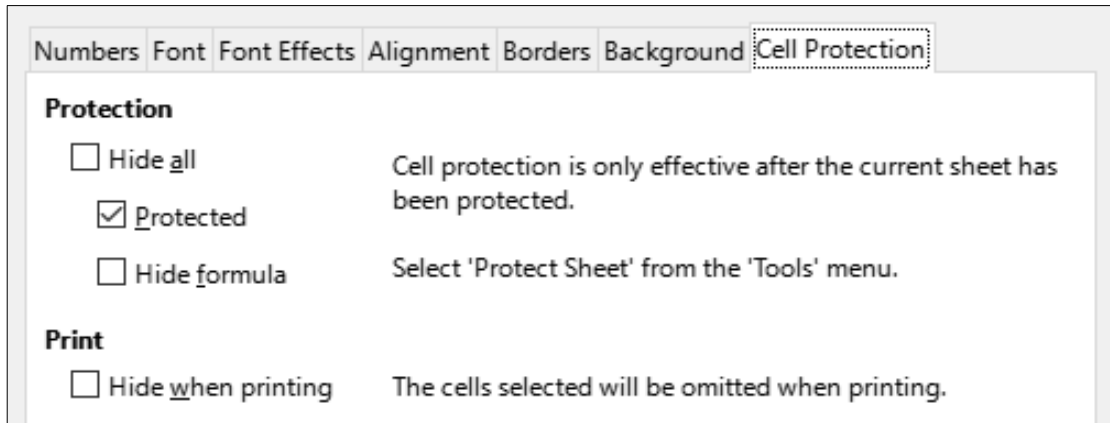 Numbers Font Font Effects Alignment Borders Background Cell Protection
Protection
Hide all
Cell protection is only effective after the current sheet has
been protected.
Protected
Hide formula
Select 'Protect Sheet' from the 'Tools' menu.
Print
Hide when printing
The cells selected will be omitted when printing.